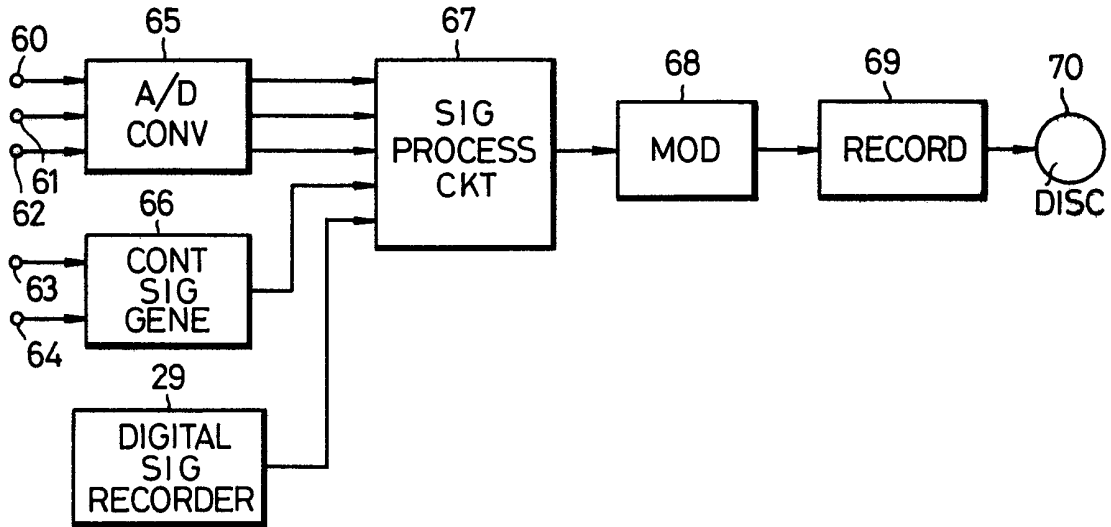 60
65
67
68
69
70
A/D
CONV
61
62
SIG
PROCESS
CKT
MOD
RECORD
DISC
66
63
CONT
SIG
GENE
64
29
DIGITAL
SIG
RECORDER